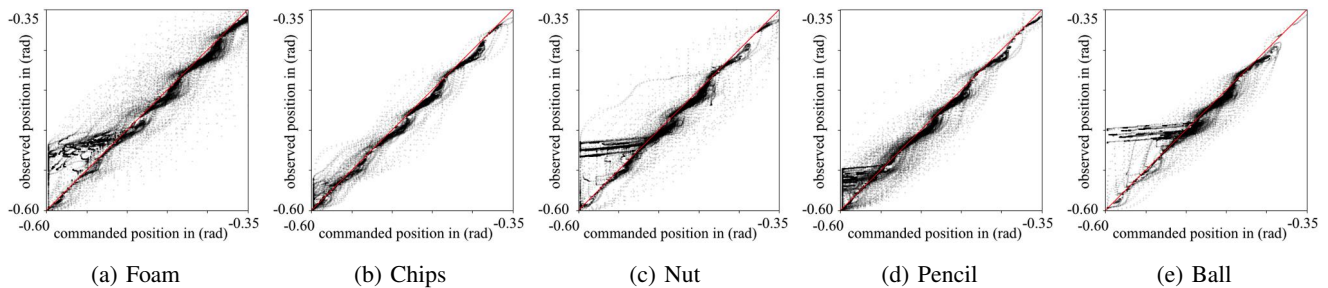 -0.35
observed position in (rad)
-0.60
-0.60
-0.35
commanded position in (rad)
(a) Foam
-0.35
observed position in (rad)
-0.60
-0.60
-0.35
commanded position in (rad)
(b) Chips
-0.35
observed position in (rad)
-0.60
-0.60
-0.35
commanded position in (rad)
(c) Nut
-0.35
observed position in (rad)
-0.60
-0.60
-0.35
commanded position in (rad)
(d) Pencil
-0.35
observed position in (rad)
-0.60
-0.60
-0.35
commanded position in (rad)
(e) Ball